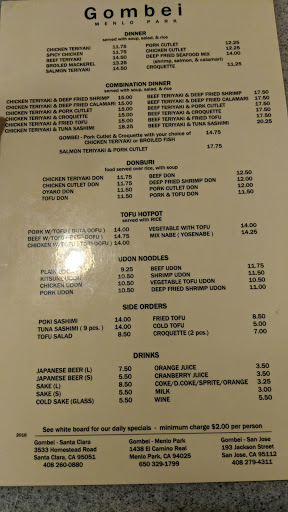 Gombei
MENLO PARK
DINNER
served with soup, salad, & rice
CHICKEN TERIYAKI 11.75 PORK CUTLET 12.25
SPICY CHICKEN 11.75 CHICKEN CUTLET 12.25
BEEF TERIYAKI 14.50 DEEP FRIED SEAFOOD MIX 14.00
BROILED MACKEREL 13.25 (shrimp, salmon, & calamari)
SALMON TERIYAKI 14.50 CROQUETTE 11.25
COMBINATION DINNER
served with soup, salad, & rice
CHICKEN TERIYAKI & DEEP FRIED SHRIMP 15.00 BEEF TERIYAKI & DEEP FRIED SHRIMP 17.50
CHICKEN TERIYAKI & DEEP FRIED CALAMARI 15.00 BEEF TERIYAKI & DEEP FRIED CALAMARI 17.50
CHICKEN TERIYAKI & PORK CUTLET 15.00 BEEF TERIYAKI & PORK CUTLET 17.50
CHICKEN TERIYAKI & CROQUETTE 15.00 BEEF TERIYAKI & CROQUETTE 17.50
CHICKEN TERIYAKI & FRIED TOFU 15.00 BEEF TERIYAKI & FRIED TOFU 17.50
CHICKEN TERIYAKI & TUNA SASHIMI 18.25 BEEF TERIYAKI & TUNA SASHIMI 20.25
GOMBEI - Pork Cutlet & Croquette with your choice of 14.75
CHICKEN TERIYAKI or BROILED FISH
SALMON TERIYAKI & PORK CUTLET 17.75
DONBURI
food served over rice, with soup
CHICKEN TERIYAKI DON 11.75 BEEF DON 12.50
CHICKEN CUTLET DON 11.75 DEEP FRIED SHRIMP DON 12.00
OYAKO DON 11.50 PORK CUTLET DON 12.00
TOFU DON 11.50 PORK & TOFU DON 11.50
TOFU HOTPOT
served with RICE
PORK W/TOFU (BUTA DOFU) 14.00 VEGETABLE WITH TOFU 14.00
BEEF W/TOFU 14.75 MIX NABE (YOSENABE) 14.25
CHICKEN W/TOFU 14.00
UDON NOODLES
PLAIN 9.25 BEEF UDON 11.75
KITSUNE 10.50 SHRIMP UDON 11.50
CHICKEN UDON 10.50 VEGETABLE TOFU UDON 10.50
PORK UDON 10.50 DEEP FRIED SHRIMP UDON 11.00
SIDE ORDERS
POKI SASHIMI 14.00 FRIED TOFU 8.50
TUNA SASHIMI (9 pcs.) 14.00 COLD TOFU 5.00
TOFU SALAD 8.50 CROQUETTE (2 pcs.) 7.00
DRINKS
JAPANESE BEER (L) 7.50 ORANGE JUICE 3.50
JAPANESE BEER (S) 5.50 CRANBERRY JUICE 3.50
SAKE (L) 8.50 COKE/D.COKE/SPRITE/ORANGE 3.25
SAKE (S) 5.50 MILK 3.00
COLD SAKE (GLASS) 5.50 WINE 5.50
See white board for our daily specials - minimum charge $2.00 per person
2018
Gombei - Santa Clara
3533 Homestead Road
Santa Clara, CA 95051
408 260-0880
Gombei - Menlo Park
1438 El Camino Real
Menlo Park, CA 94025
650 329-1799
Gombei - San Jose
193 Jackson Street
San Jose, CA 95112
408 279-4311